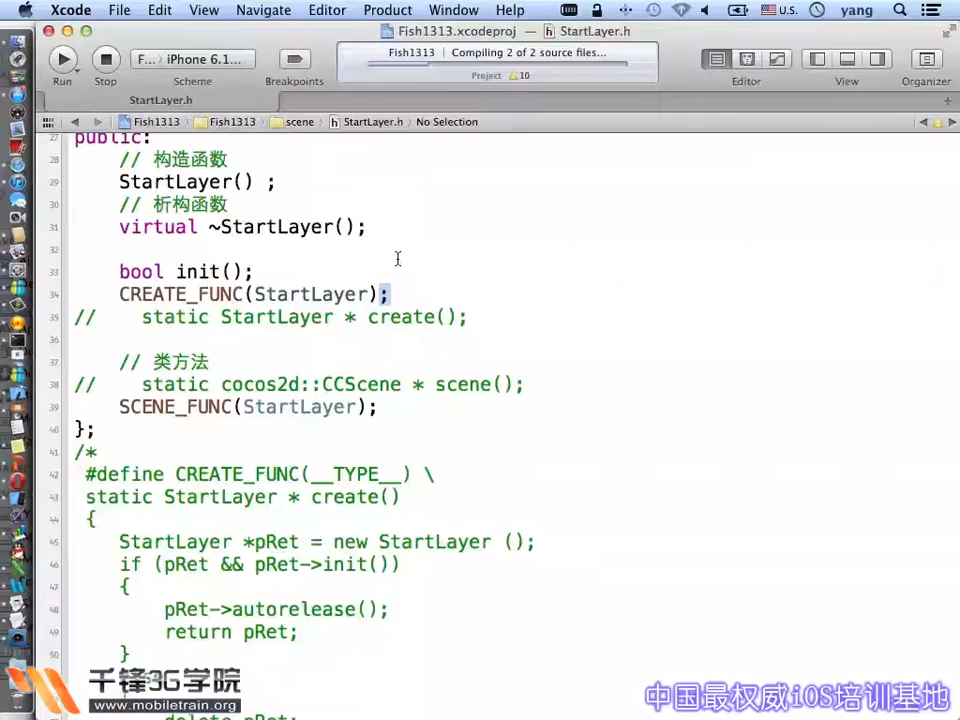 Xcode File Edit View Navigate Editor Product Window Help U.S. yang
Fish1313.xcodeproj — StartLayer.h
Run Stop F... iPhone 6.1... Scheme Breakpoints
Fish1313 | Compiling 2 of 2 source files...
Project 10
Editor View Organizer
StartLayer.h
Fish1313 Fish1313 scene StartLayer.h No Selection
27 public:
28 // 构造函数
29 StartLayer() ;
30 // 析构函数
31 virtual ~StartLayer();
32
33 bool init();
34 CREATE_FUNC(StartLayer);
35 // static StartLayer * create();
36
37 // 类方法
38 // static cocos2d::CCScene * scene();
39 SCENE_FUNC(StartLayer);
40 };
41 /*
42 #define CREATE_FUNC(__TYPE__) \
43 static StartLayer * create()
44 {
45 StartLayer *pRet = new StartLayer ();
46 if (pRet && pRet->init())
47 {
48 pRet->autorelease();
49 return pRet;
50 }
千锋3G学院
www.mobiletrain.org
中国最权威iOS培训基地
delete pRet;